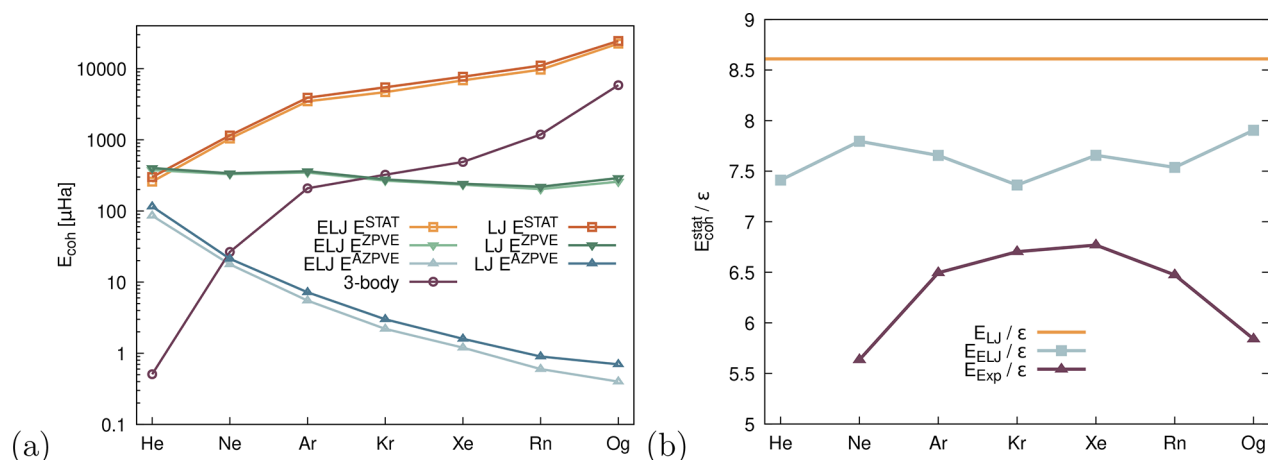 10000
1000
100
10
1
0.1
E_coh [μHa]
ELJ E^STAT
LJ E^STAT
ELJ E^ZPVE
LJ E^ZPVE
ELJ E^AZPVE
LJ E^AZPVE
3-body
He Ne Ar Kr Xe Rn Og
(a)
9
8.5
8
7.5
7
6.5
6
5.5
5
E_coh^stat / ε
E_LJ / ε
E_ELJ / ε
E_Exp / ε
He Ne Ar Kr Xe Rn Og
(b)